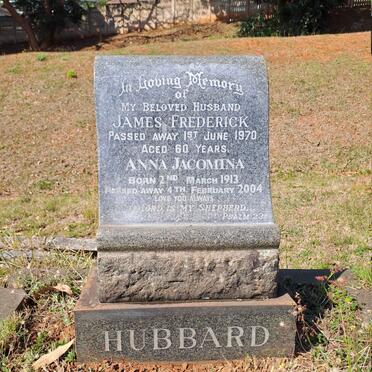 In Loving Memory
of
My Beloved Husband
James Frederick
Passed away 1st June 1970
Aged 60 Years.
Anna Jacomina
Born 2nd March 1913
Passed away 4th February 2004
Love you always
Lord is my Shepherd...
Psalm 23
Hubbard